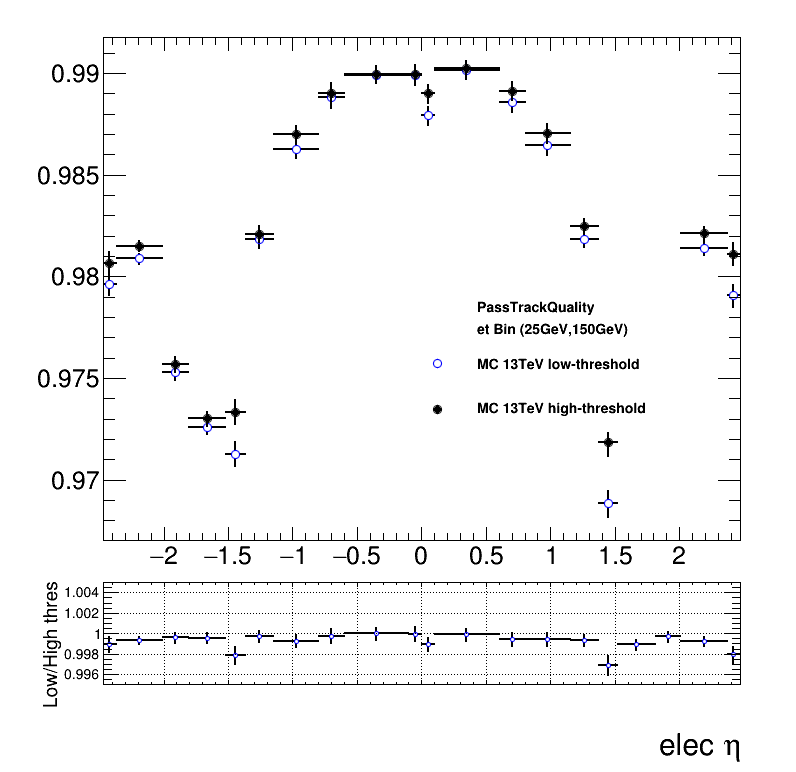 0.99
0.985
0.98
0.975
0.97
PassTrackQuality
et Bin (25GeV,150GeV)
MC 13TeV low-threshold
MC 13TeV high-threshold
−2 −1.5 −1 −0.5 0 0.5 1 1.5 2
Low/High thres
1.004
1.002
1
0.998
0.996
elec η